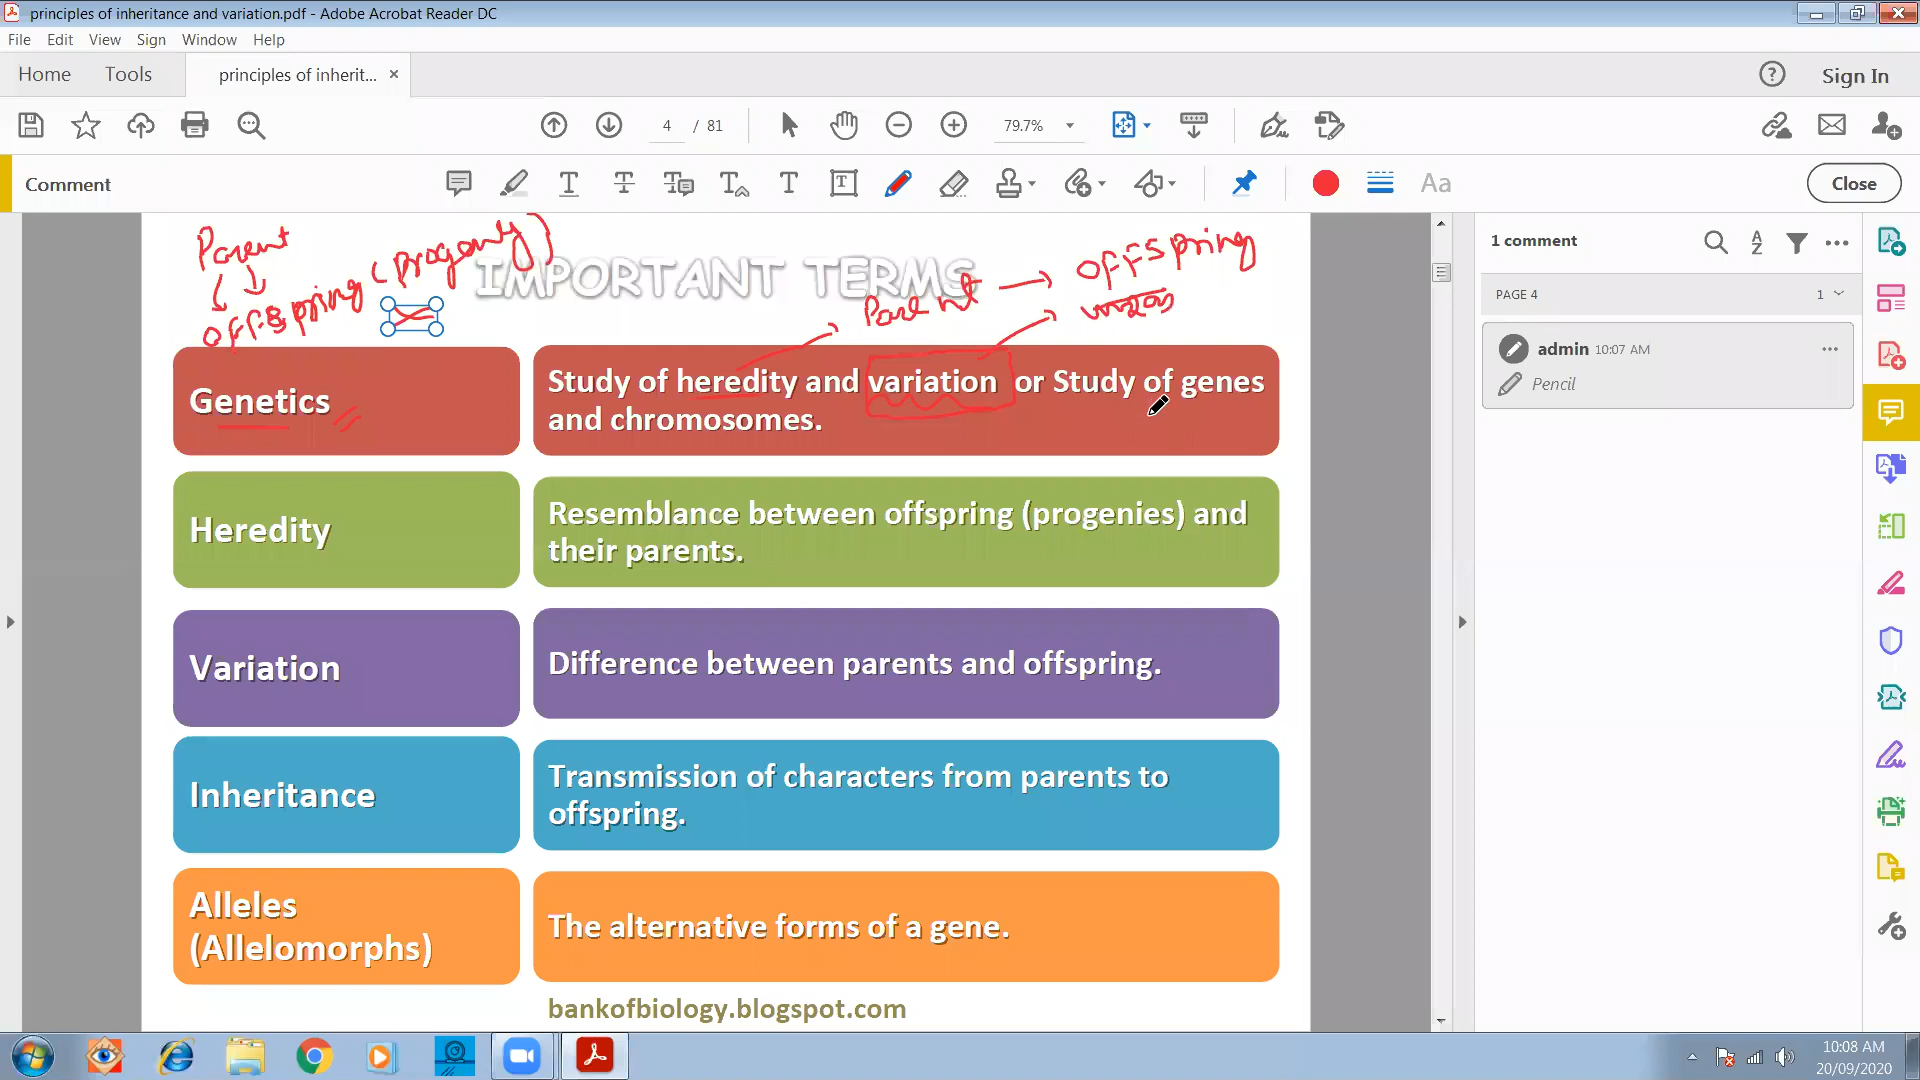 principles of inheritance and variation.pdf - Adobe Acrobat Reader DC
File Edit View Sign Window Help
Home Tools principles of inherit... × Sign In
4 / 81 79.7%
Comment Aa Close
Parent
offspring (progeny)
IMPORTANT TERMS
Parent
offspring
Genetics
Study of heredity and variation or Study of genes
and chromosomes.
Heredity
Resemblance between offspring (progenies) and
their parents.
Variation
Difference between parents and offspring.
Inheritance
Transmission of characters from parents to
offspring.
Alleles
(Allelomorphs)
The alternative forms of a gene.
bankofbiology.blogspot.com
1 comment
PAGE 4 1
admin 10:07 AM
Pencil
10:08 AM
20/09/2020